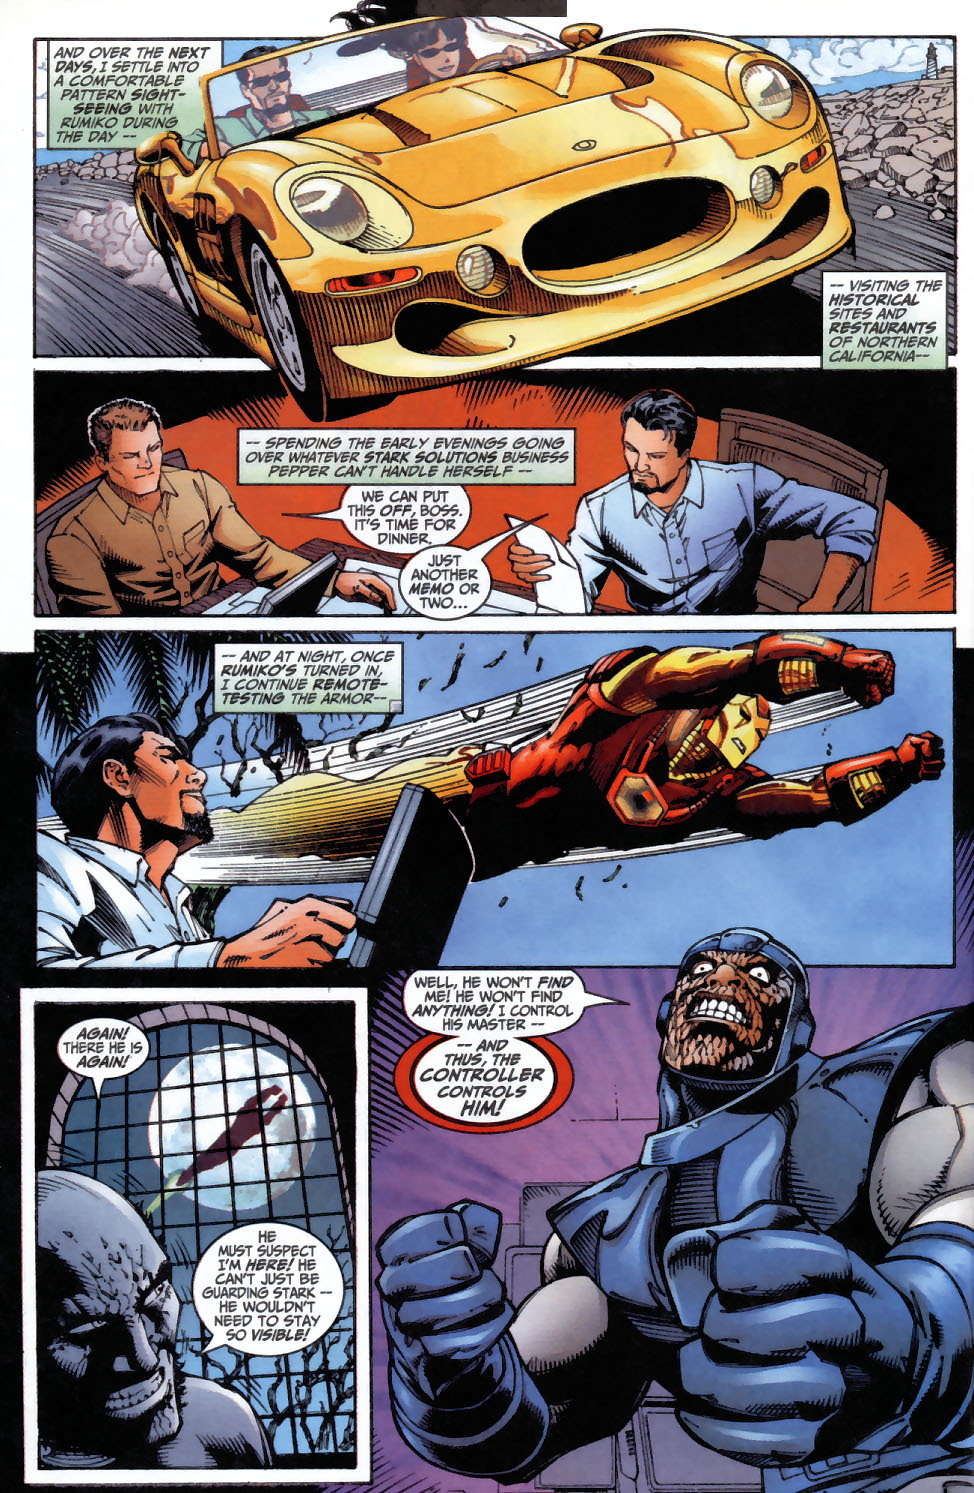 AND OVER THE NEXT
DAYS, I SETTLE INTO
A COMFORTABLE
PATTERN SIGHT-
SEEING WITH
RUMIKO DURING
THE DAY --
-- VISITING THE
HISTORICAL
SITES AND
RESTAURANTS
OF NORTHERN
CALIFORNIA--
-- SPENDING THE EARLY EVENINGS GOING
OVER WHATEVER STARK SOLUTIONS BUSINESS
PEPPER CAN'T HANDLE HERSELF --
WE CAN PUT
THIS OFF, BOSS.
IT'S TIME FOR
DINNER.
JUST
ANOTHER
MEMO OR
TWO...
-- AND AT NIGHT, ONCE
RUMIKO'S TURNED IN,
I CONTINUE REMOTE-
TESTING THE ARMOR--
AGAIN!
THERE HE IS
AGAIN!
HE
MUST SUSPECT
I'M HERE! HE
CAN'T JUST BE
GUARDING STARK --
HE WOULDN'T
NEED TO STAY
SO VISIBLE!
WELL, HE WON'T FIND
ME! HE WON'T FIND
ANYTHING! I CONTROL
HIS MASTER --
-- AND
THUS, THE
CONTROLLER
CONTROLS
HIM!